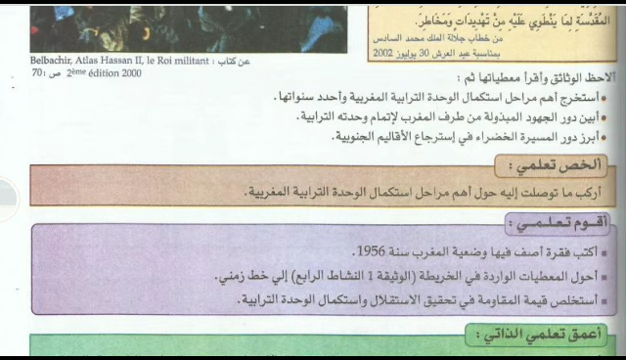 المقدسة لما ينطوي عليه من تهديدات ومخاطر.
من خطاب جلالة الملك محمد السادس
بمناسبة عيد العرش 30 يوليوز 2002
عن كتاب : Belbachir, Atlas Hassan II, le Roi militant
2ème édition 2000 ص :70
ألاحظ الوثائق وأقرأ معطياتها ثم :
• أستخرج أهم مراحل استكمال الوحدة الترابية المغربية وأحدد سنواتها.
• أبين دور الجهود المبذولة من طرف المغرب لإتمام وحدته الترابية.
• أبرز دور المسيرة الخضراء في إسترجاع الأقاليم الجنوبية.
ألخص تعلمي :
أركب ما توصلت إليه حول أهم مراحل استكمال الوحدة الترابية المغربية.
أقوم تعلمي :
أكتب فقرة أصف فيها وضعية المغرب سنة 1956.
أحول المعطيات الواردة في الخريطة (الوثيقة 1 النشاط الرابع) إلي خط زمني.
أستخلص قيمة المقاومة في تحقيق الاستقلال واستكمال الوحدة الترابية.
أعمق تعلمي الذاتي :